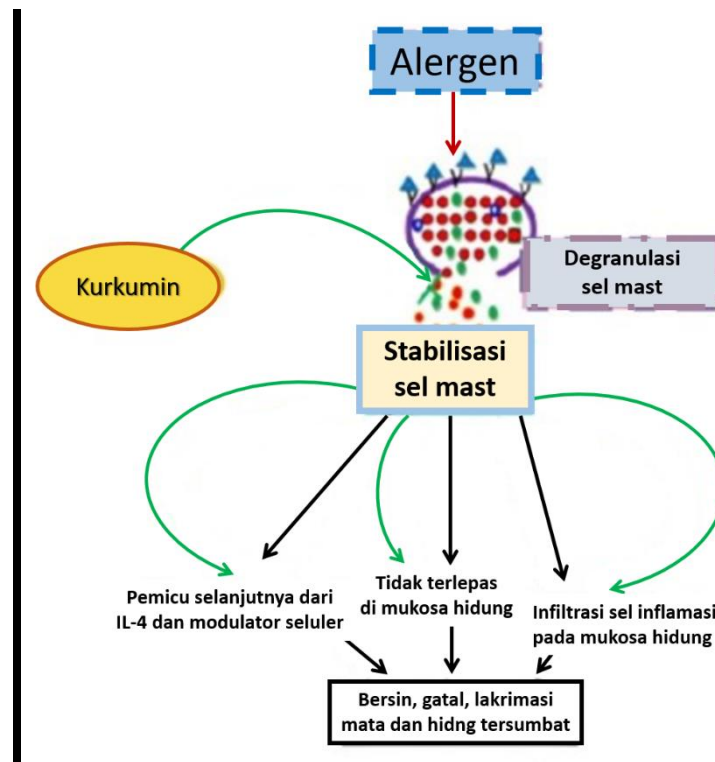 Alergen
Kurkumin
Degranulasi
sel mast
Stabilisasi
sel mast
Pemicu selanjutnya dari
IL-4 dan modulator seluler
Tidak terlepas
di mukosa hidung
Infiltrasi sel inflamasi
pada mukosa hidung
Bersin, gatal, lakrimasi
mata dan hidng tersumbat